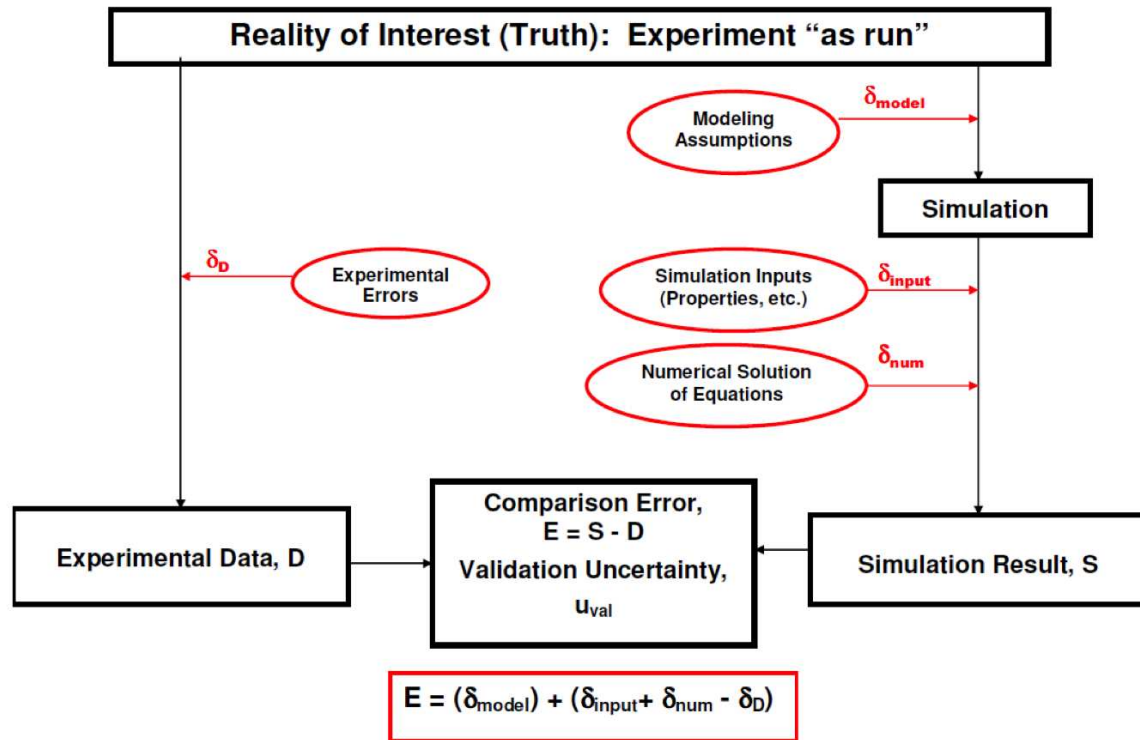 Reality of Interest (Truth):  Experiment “as run”
δmodel
Modeling
Assumptions
Simulation
δD
Experimental
Errors
δinput
Simulation Inputs
(Properties, etc.)
δnum
Numerical Solution
of Equations
Experimental Data, D
Comparison Error,
E = S - D
Validation Uncertainty,
uval
Simulation Result, S
E = (δmodel) + (δinput+ δnum - δD)